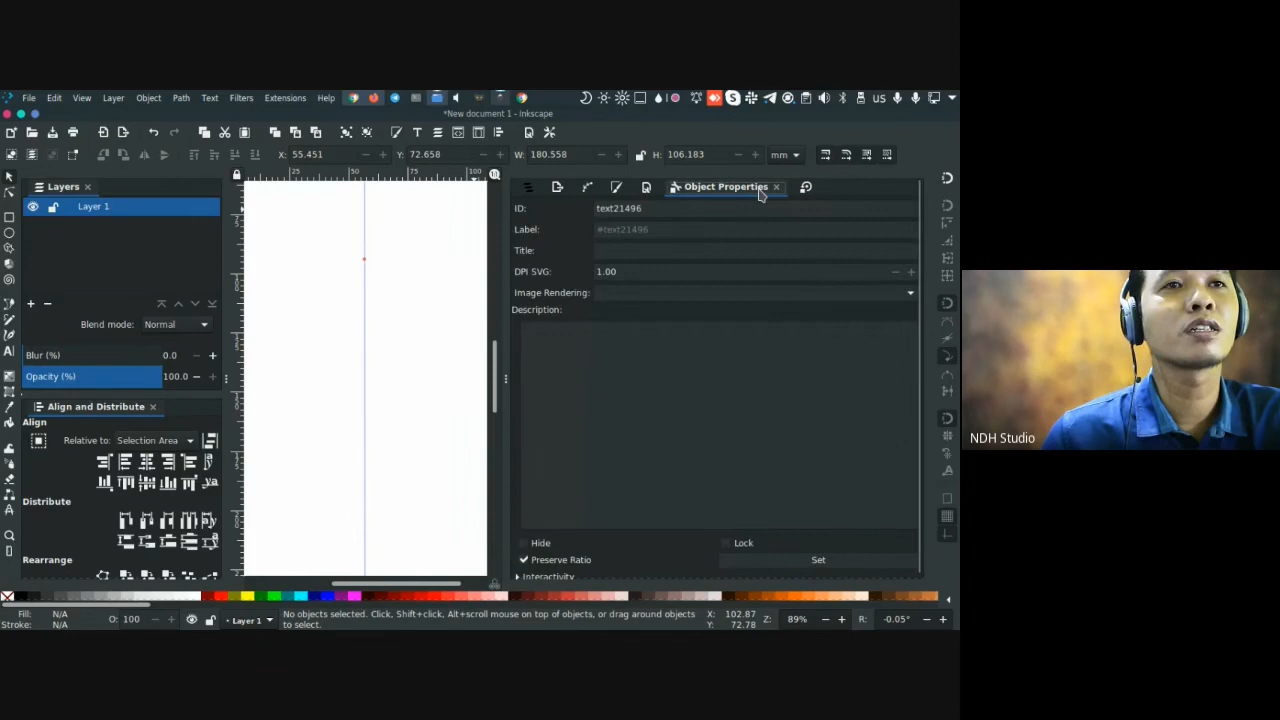 File Edit View Layer Object Path Text Filters Extensions Help US
*New document 1 - Inkscape
X: 55.451 Y: 72.658 W: 180.558 H: 106.183 mm
25 50 75 100
Layers
Layer 1
Blend mode: Normal
Blur (%) 0.0
Opacity (%) 100.0
Align and Distribute
Align
Relative to: Selection Area
Distribute
Rearrange
Object Properties
ID: text21496
Label: #text21496
Title:
DPI SVG: 1.00
Image Rendering:
Description:
Hide Lock
Preserve Ratio Set
Interactivity
Fill: N/A
Stroke: N/A
O: 100
Layer 1
No objects selected. Click, Shift+click, Alt+scroll mouse on top of objects, or drag around objects
to select.
X: 102.87
Y: 72.78
Z: 89%
R: -0.05°
NDH Studio